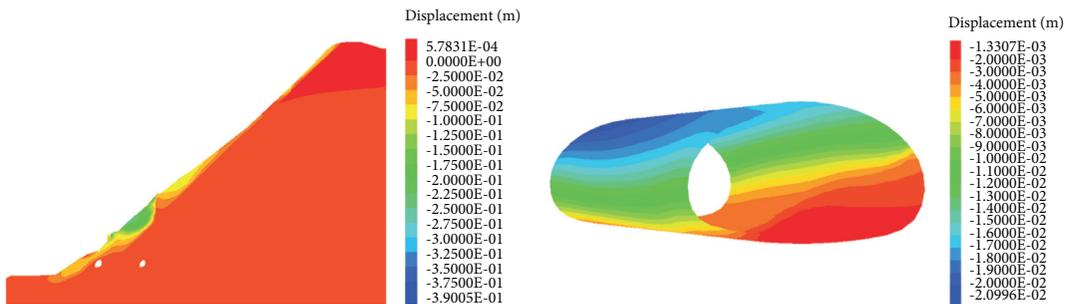 Displacement (m)
5.7831E-04
0.0000E+00
-2.5000E-02
-5.0000E-02
-7.5000E-02
-1.0000E-01
-1.2500E-01
-1.5000E-01
-1.7500E-01
-2.0000E-01
-2.2500E-01
-2.5000E-01
-2.7500E-01
-3.0000E-01
-3.2500E-01
-3.5000E-01
-3.7500E-01
-3.9005E-01
Displacement (m)
-1.3307E-03
-2.0000E-03
-3.0000E-03
-4.0000E-03
-5.0000E-03
-6.0000E-03
-7.0000E-03
-8.0000E-03
-9.0000E-03
-1.0000E-02
-1.1000E-02
-1.2000E-02
-1.3000E-02
-1.4000E-02
-1.5000E-02
-1.6000E-02
-1.7000E-02
-1.8000E-02
-1.9000E-02
-2.0000E-02
-2.0996E-02